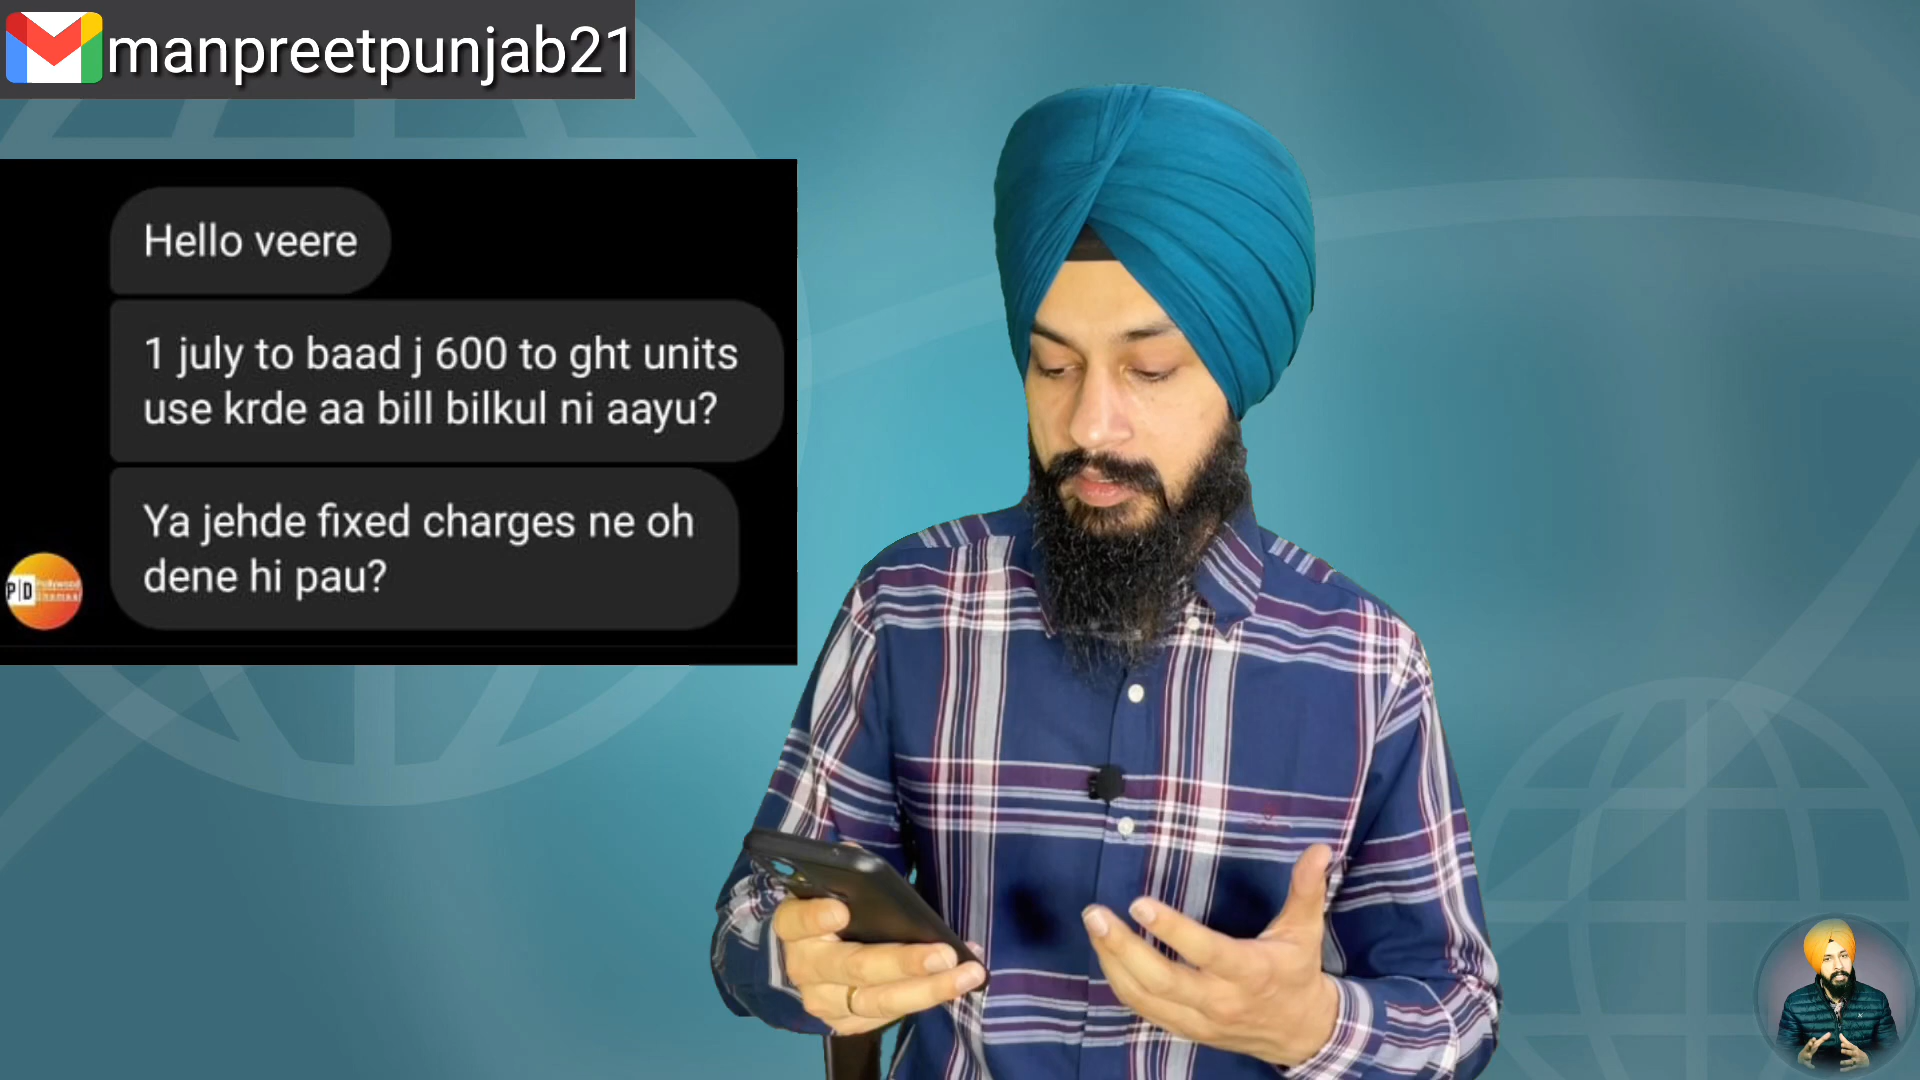 manpreetpunjab21
Hello veere
1 july to baad j 600 to ght units
use krde aa bill bilkul ni aayu?
Ya jehde fixed charges ne oh
dene hi pau?
P|D